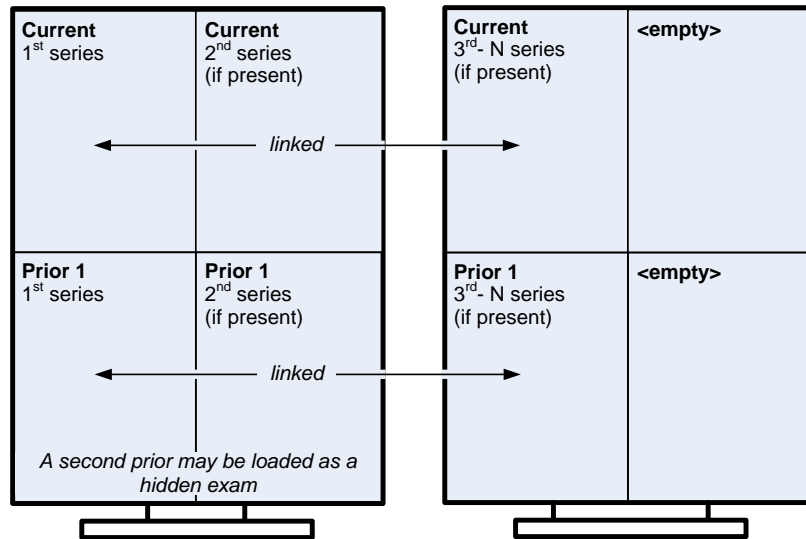 Current
1st series
Current
2nd series
(if present)
linked
Prior 1
1st series
Prior 1
2nd series
(if present)
linked
A second prior may be loaded as a
hidden exam
Current
3rd- N series
(if present)
<empty>
Prior 1
3rd- N series
(if present)
<empty>